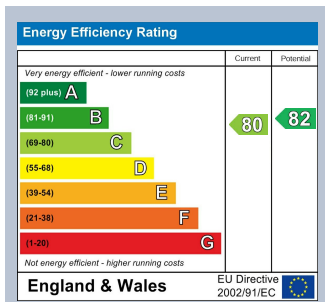 Energy Efficiency Rating
Current Potential
Very energy efficient - lower running costs
(92 plus) A
(81-91) B
(69-80) C
(55-68) D
(39-54) E
(21-38) F
(1-20) G
80
82
Not energy efficient - higher running costs
England & Wales
EU Directive
2002/91/EC